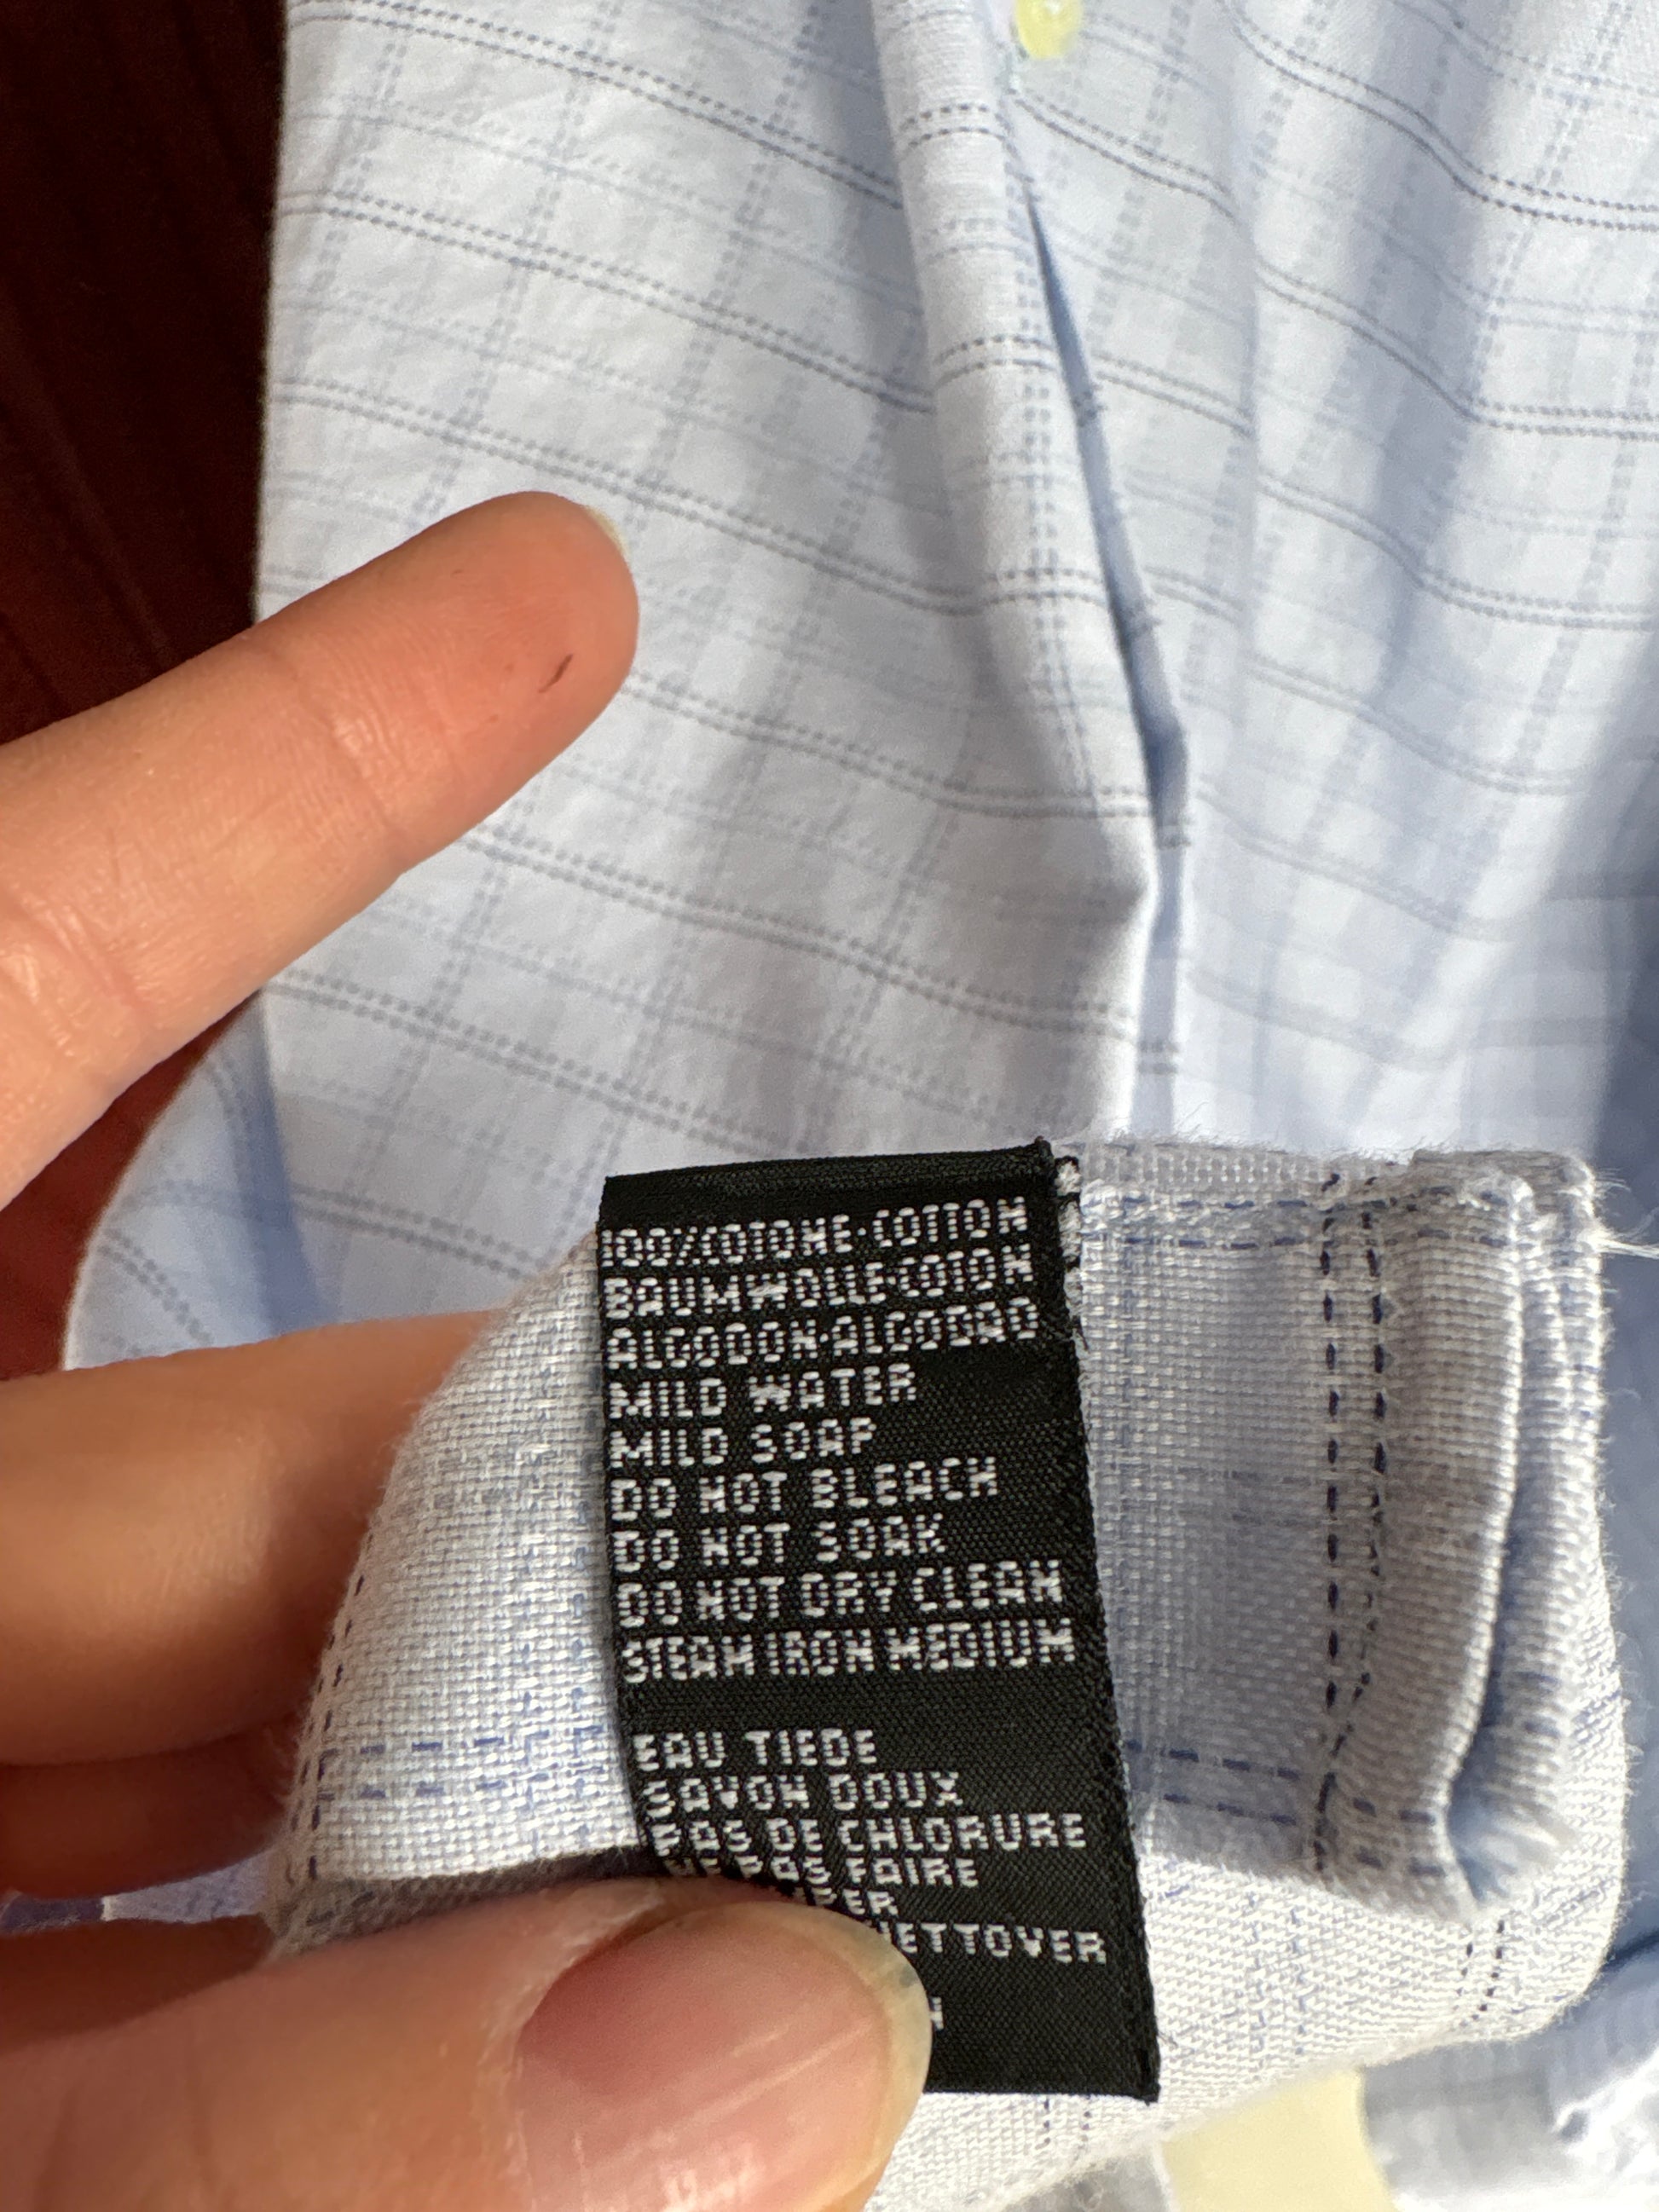 100% COTONE·COTTON
BAUMWOLLE·COTON
ALGODON·ALGODAO
MILD WATER
MILD SOAP
DO NOT BLEACH
DO NOT SOAK
DO NOT DRY CLEAN
STEAM IRON MEDIUM
EAU TIEDE
SAVON DOUX
PAS DE CHLORURE
PAS FAIRE
NETTOVER